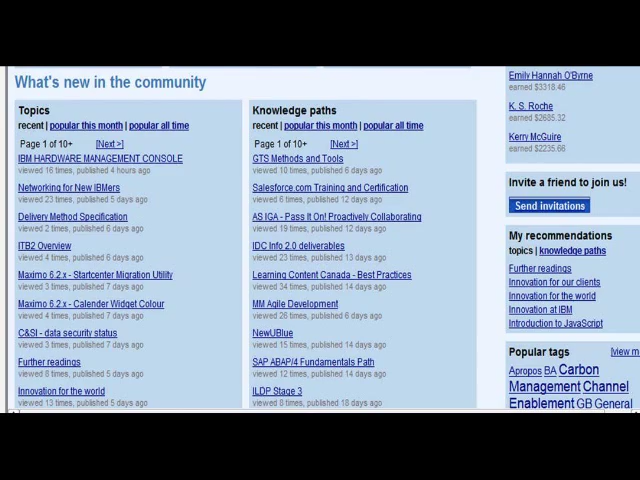 What's new in the community
Topics
recent | popular this month | popular all time
Page 1 of 10+ [Next >]
IBM HARDWARE MANAGEMENT CONSOLE
viewed 16 times, published 4 hours ago
Networking for New IBMers
viewed 23 times, published 5 days ago
Delivery Method Specification
viewed 2 times, published 6 days ago
ITB2 Overview
viewed 4 times, published 6 days ago
Maximo 6.2.x - Startcenter Migration Utility
viewed 3 times, published 7 days ago
Maximo 6.2.x - Calender Widget Colour
viewed 4 times, published 7 days ago
C&SI - data security status
viewed 3 times, published 7 days ago
Further readings
viewed 8 times, published 5 days ago
Innovation for the world
viewed 13 times, published 5 days ago
Knowledge paths
recent | popular this month | popular all time
Page 1 of 10+ [Next >]
GTS Methods and Tools
viewed 10 times, published 6 days ago
Salesforce.com Training and Certification
viewed 6 times, published 12 days ago
AS IGA - Pass It On! Proactively Collaborating
viewed 19 times, published 12 days ago
IDC Info 2.0 deliverables
viewed 23 times, published 13 days ago
Learning Content Canada - Best Practices
viewed 34 times, published 14 days ago
MM Agile Development
viewed 26 times, published 6 days ago
NewUBlue
viewed 15 times, published 14 days ago
SAP ABAP/4 Fundamentals Path
viewed 12 times, published 14 days ago
ILDP Stage 3
viewed 8 times, published 18 days ago
Emily Hannah O'Byrne
earned $3318.46
K. S. Roche
earned $2685.32
Kerry McGuire
earned $2235.66
Invite a friend to join us!
Send invitations
My recommendations
topics | knowledge paths
Further readings
Innovation for our clients
Innovation for the world
Innovation at IBM
Introduction to JavaScript
Popular tags [View m
Apropos BA Carbon
Management Channel
Enablement GB General